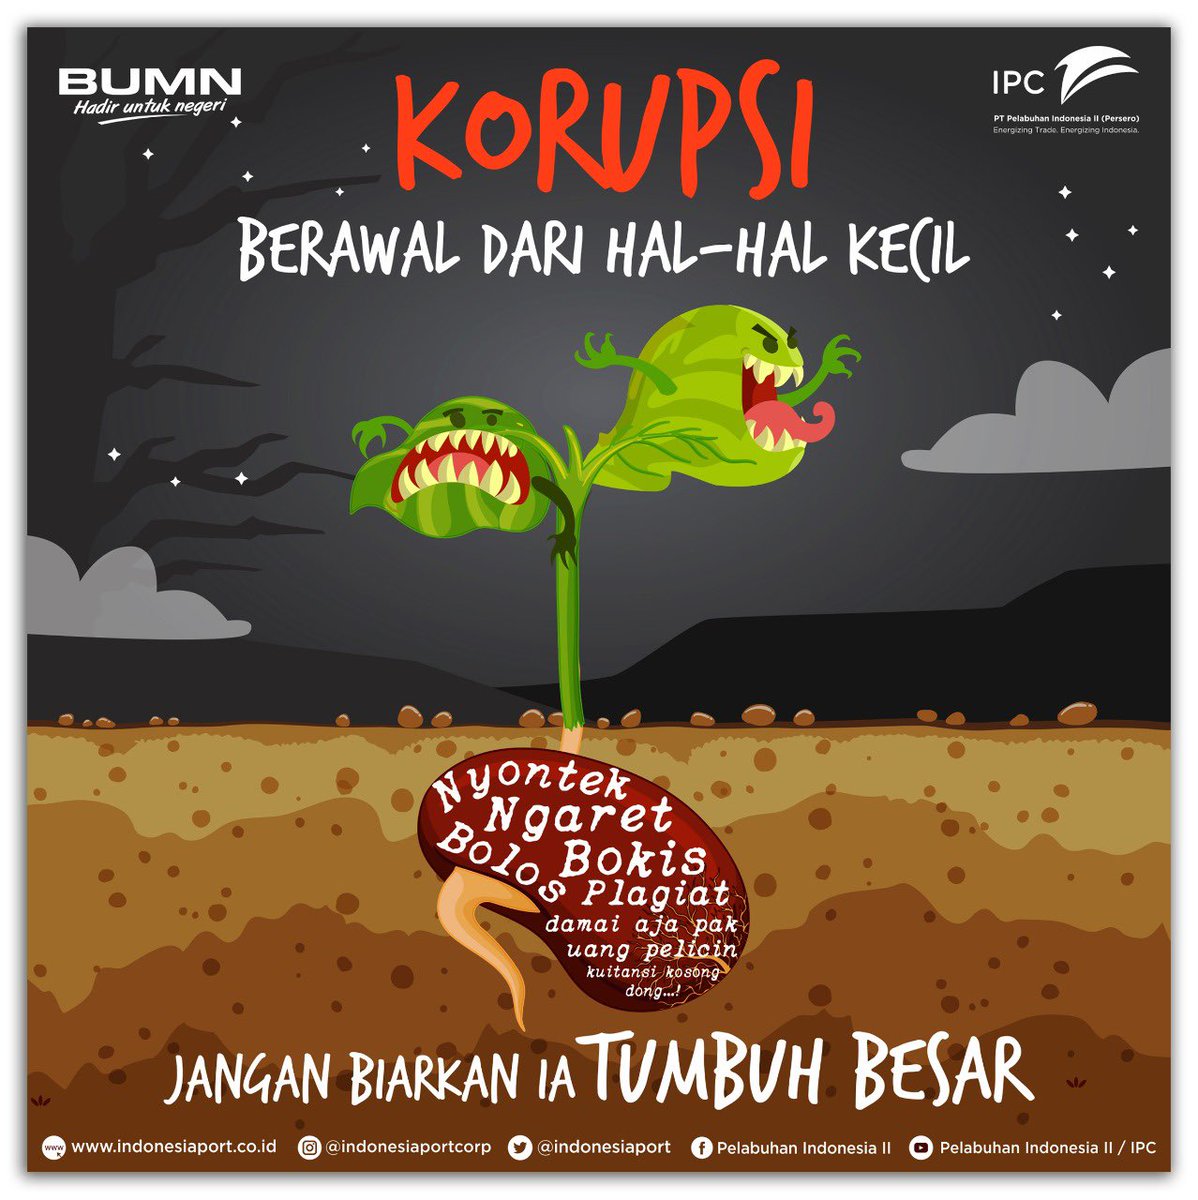 BUMN
Hadir untuk negeri
IPC
PT Pelabuhan Indonesia II (Persero)
Energizing Trade. Energizing Indonesia.
KORUPSI
BERAWAL DARI HAL-HAL KECIL
Nyontek
Ngaret
Bokis
Bolos
Plagiat
damai aja pak
uang pelicin
kuitansi kosong
dong...!
JANGAN BIARKAN IA TUMBUH BESAR
www www.indonesiaport.co.id @indonesiaportcorp @indonesiaport Pelabuhan Indonesia II Pelabuhan Indonesia II / IPC